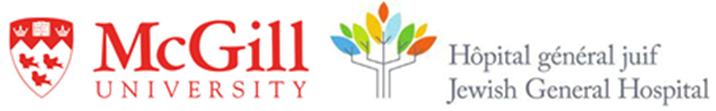 McGill
UNIVERSITY
Hôpital général juif
Jewish General Hospital